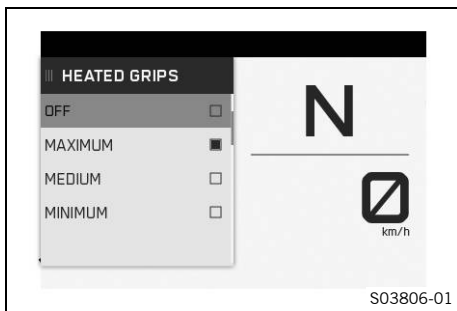 HEATED GRIPS
OFF
MAXIMUM
MEDIUM
MINIMUM
N
0
km/h
S03806-01